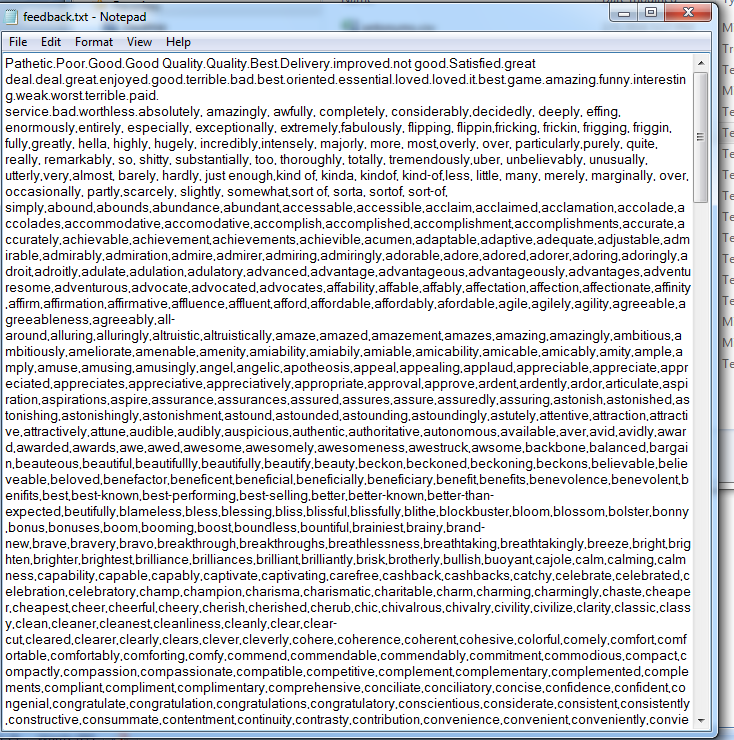 feedback.txt - Notepad
File Edit Format View Help
Pathetic.Poor.Good.Good Quality.Quality.Best.Delivery.improved.not good.Satisfied.great
deal.deal.great.enjoyed.good.terrible.bad.best.oriented.essential.loved.loved.it.best.game.amazing.funny.interestin
g.weak.worst.terrible.paid.
service.bad.worthless.absolutely, amazingly, awfully, completely, considerably,decidedly, deeply, effing,
enormously,entirely, especially, exceptionally, extremely,fabulously, flipping, flippin,fricking, frickin, frigging, friggin,
fully,greatly, hella, highly, hugely, incredibly,intensely, majorly, more, most,overly, over, particularly,purely, quite,
really, remarkably, so, shitty, substantially, too, thoroughly, totally, tremendously,uber, unbelievably, unusually,
utterly,very,almost, barely, hardly, just enough,kind of, kinda, kindof, kind-of,less, little, many, merely, marginally, over,
occasionally, partly,scarcely, slightly, somewhat,sort of, sorta, sortof, sort-of,
simply,abound,abounds,abundance,abundant,accessable,accessible,acclaim,acclaimed,acclamation,accolade,a
ccolades,accommodative,accomodative,accomplish,accomplished,accomplishment,accomplishments,accurate,a
ccurately,achievable,achievement,achievements,achievible,acumen,adaptable,adaptive,adequate,adjustable,adm
irable,admirably,admiration,admire,admirer,admiring,admiringly,adorable,adore,adored,adorer,adoring,adoringly,a
droit,adroitly,adulate,adulation,adulatory,advanced,advantage,advantageous,advantageously,advantages,adventu
resome,adventurous,advocate,advocated,advocates,affability,affable,affably,affectation,affection,affectionate,affinity
,affirm,affirmation,affirmative,affluence,affluent,afford,affordable,affordably,afordable,agile,agilely,agility,agreeable,a
greeableness,agreeably,all-
around,alluring,alluringly,altruistic,altruistically,amaze,amazed,amazement,amazes,amazing,amazingly,ambitious,a
mbitiously,ameliorate,amenable,amenity,amiability,amiabily,amiable,amicability,amicable,amicably,amity,ample,a
mply,amuse,amusing,amusingly,angel,angelic,apotheosis,appeal,appealing,applaud,appreciable,appreciate,appre
ciated,appreciates,appreciative,appreciatively,appropriate,approval,approve,ardent,ardently,ardor,articulate,aspi
ration,aspirations,aspire,assurance,assurances,assured,assures,assure,assuredly,assuring,astonish,astonished,as
tonishing,astonishingly,astonishment,astound,astounded,astounding,astoundingly,astutely,attentive,attraction,attracti
ve,attractively,attune,audible,audibly,auspicious,authentic,authoritative,autonomous,available,aver,avid,avidly,awar
d,awarded,awards,awe,awed,awesome,awesomely,awesomeness,awestruck,awsome,backbone,balanced,bargai
n,beauteous,beautiful,beautifullly,beautifully,beautify,beauty,beckon,beckoned,beckoning,beckons,believable,belie
veable,beloved,benefactor,beneficent,beneficial,beneficially,beneficiary,benefit,benefits,benevolence,benevolent,b
enifits,best,best-known,best-performing,best-selling,better,better-known,better-than-
expected,beutifully,blameless,bless,blessing,bliss,blissful,blissfully,blithe,blockbuster,bloom,blossom,bolster,bonny
,bonus,bonuses,boom,booming,boost,boundless,bountiful,brainiest,brainy,brand-
new,brave,bravery,bravo,breakthrough,breakthroughs,breathlessness,breathtaking,breathtakingly,breeze,bright,brig
hten,brighter,brightest,brilliance,brilliances,brilliant,brilliantly,brisk,brotherly,bullish,buoyant,cajole,calm,calming,cal
mness,capability,capable,capably,captivate,captivating,carefree,cashback,cashbacks,catchy,celebrate,celebrated,c
elebration,celebratory,champ,champion,charisma,charismatic,charitable,charm,charming,charmingly,chaste,cheape
r,cheapest,cheer,cheerful,cheery,cherish,cherished,cherub,chic,chivalrous,chivalry,civility,civilize,clarity,classic,class
y,clean,cleaner,cleanest,cleanliness,cleanly,clear,clear-
cut,cleared,clearer,clearly,clears,clever,cleverly,cohere,coherence,coherent,cohesive,colorful,comely,comfort,comf
ortable,comfortably,comforting,comfy,commend,commendable,commendably,commitment,commodious,compact,c
ompactly,compassion,compassionate,compatible,competitive,complement,complementary,complemented,comple
ments,compliant,compliment,complimentary,comprehensive,conciliate,conciliatory,concise,confidence,confident,co
ngenial,congratulate,congratulation,congratulations,congratulatory,conscientious,considerate,consistent,consistently
,constructive,consummate,contentment,continuity,contrasty,contribution,convenience,convenient,conveniently,convie